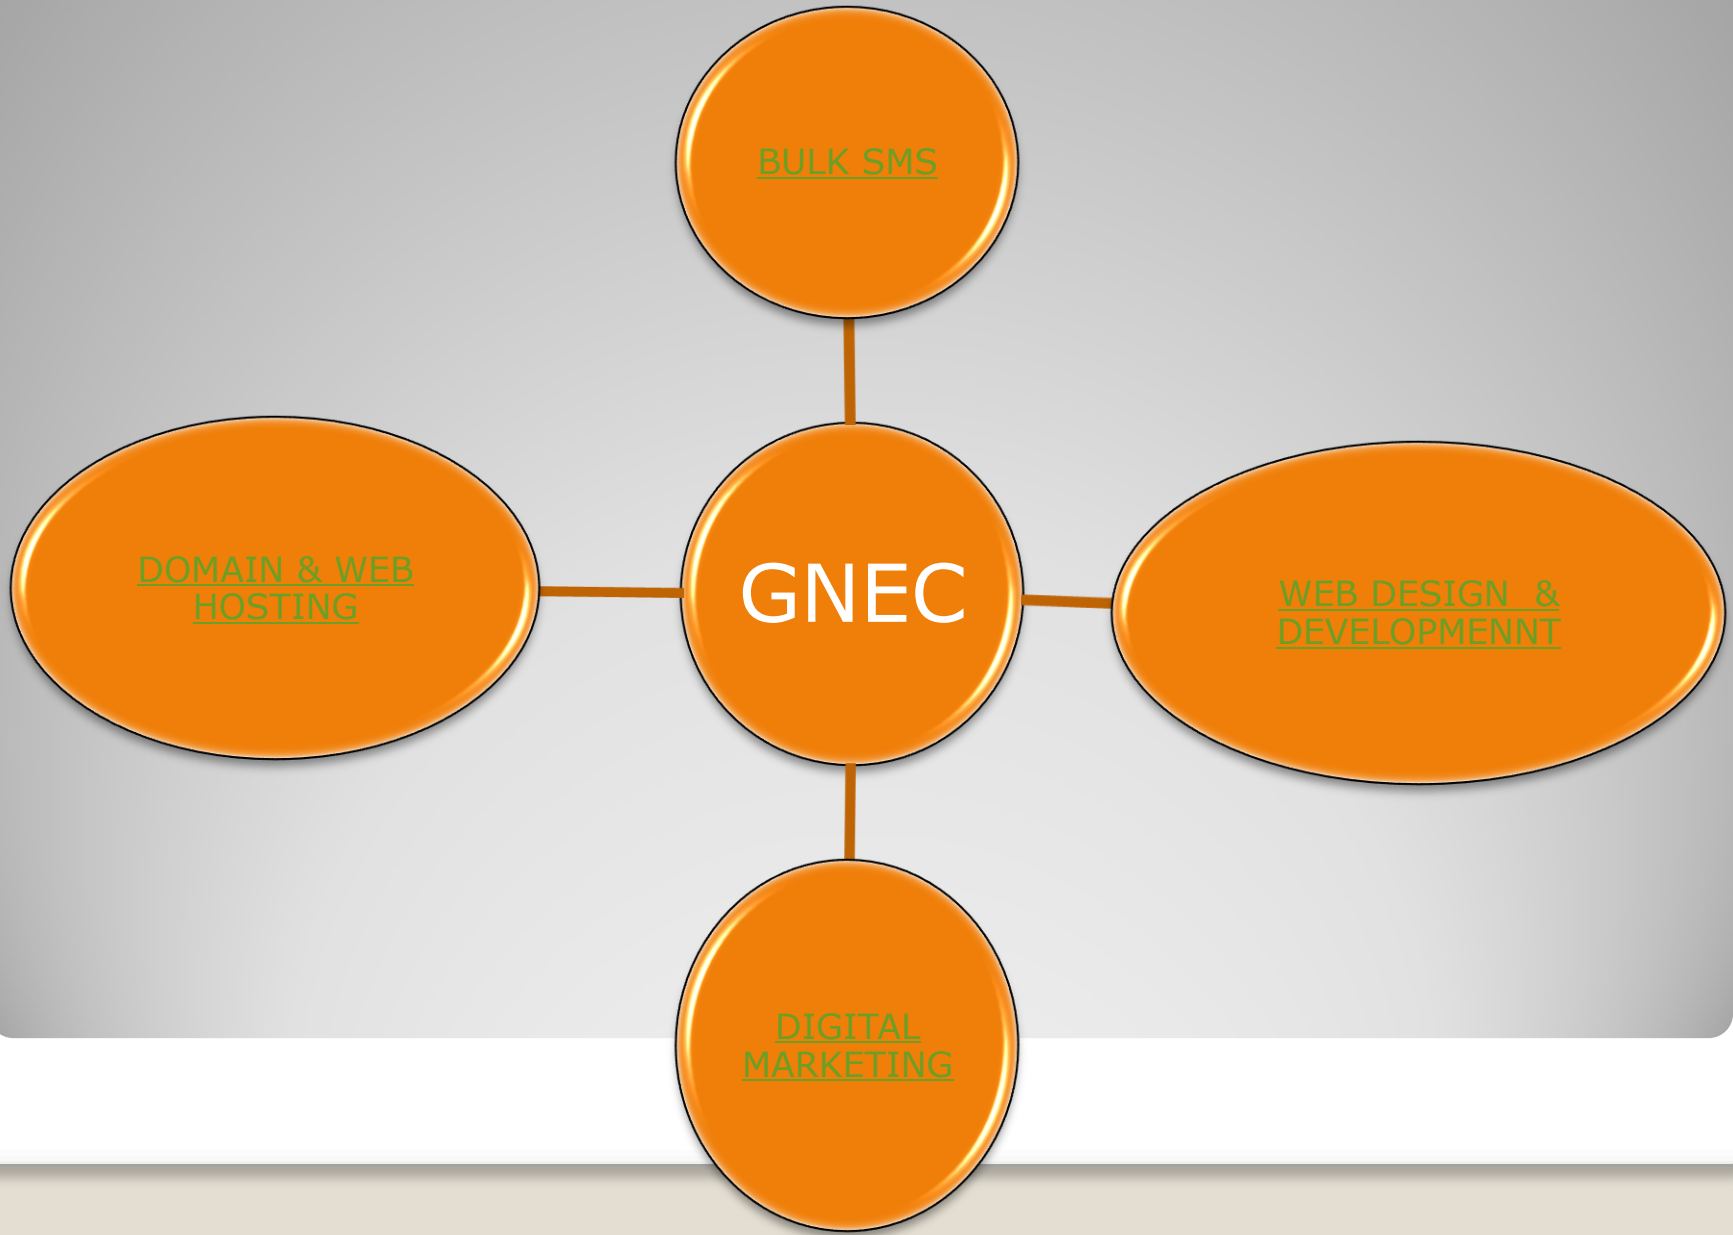 BULK SMS
DOMAIN & WEB
HOSTING
GNEC
WEB DESIGN  &
DEVELOPMENNT
DIGITAL
MARKETING